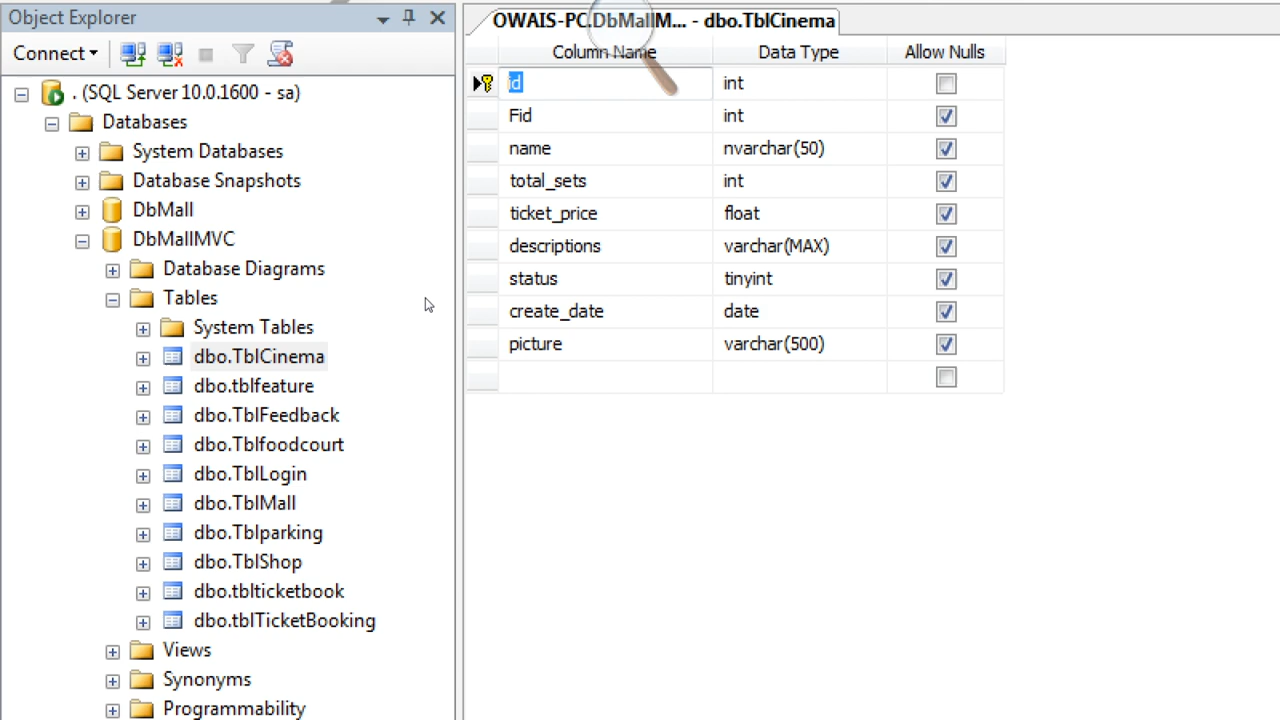 Object Explorer
Connect
. (SQL Server 10.0.1600 - sa)
Databases
System Databases
Database Snapshots
DbMall
DbMallMVC
Database Diagrams
Tables
System Tables
dbo.TblCinema
dbo.tblfeature
dbo.TblFeedback
dbo.Tblfoodcourt
dbo.TblLogin
dbo.TblMall
dbo.Tblparking
dbo.TblShop
dbo.tblticketbook
dbo.tblTicketBooking
Views
Synonyms
Programmability
OWAIS-PC.DbMallM... - dbo.TblCinema
Column Name Data Type Allow Nulls
id int
Fid int
name nvarchar(50)
total_sets int
ticket_price float
descriptions varchar(MAX)
status tinyint
create_date date
picture varchar(500)